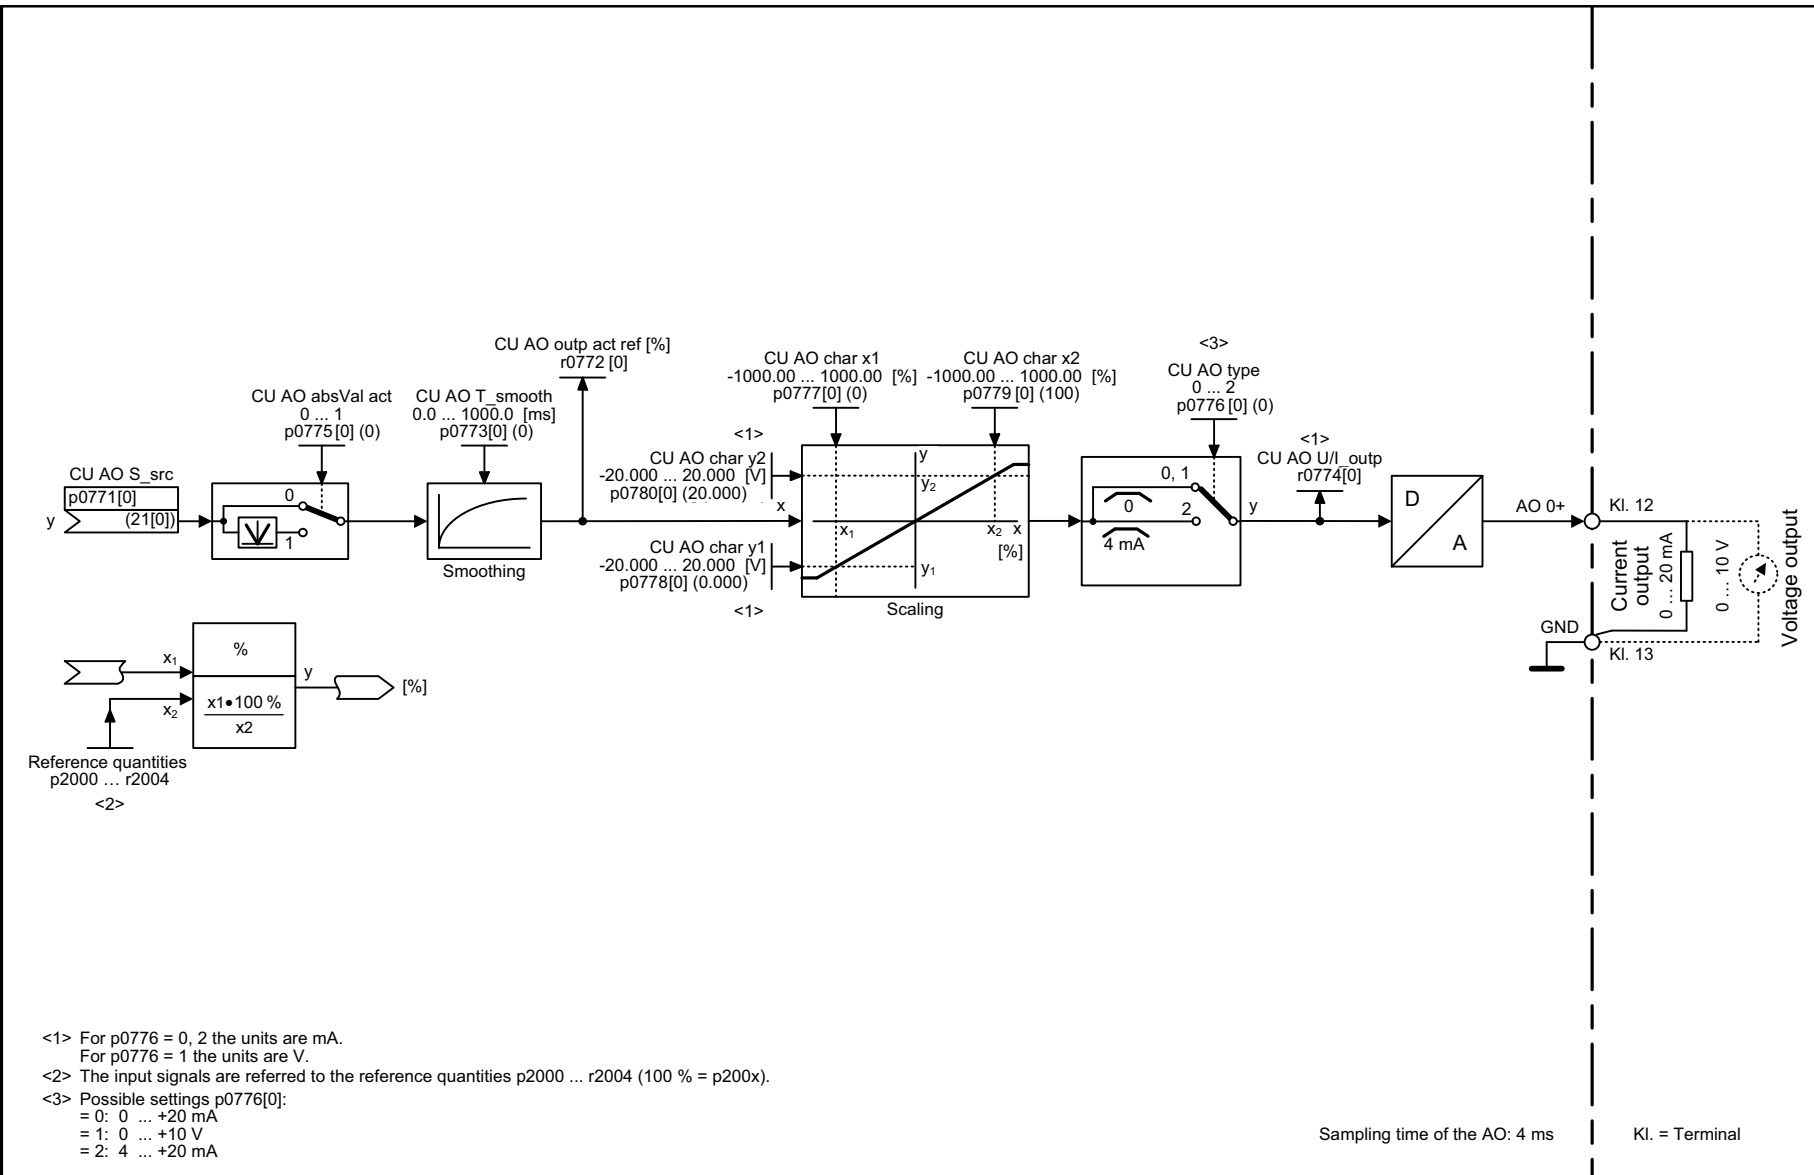 CU AO outp act ref [%]
r0772 [0]
CU AO absVal act
0 ... 1
p0775[0] (0)
CU AO T_smooth
0.0 ... 1000.0 [ms]
p0773[0] (0)
CU AO S_src
p0771[0]
(21[0])
y
0
1
Smoothing
<1>
CU AO char y2
-20.000 ... 20.000 [V]
p0780[0] (20.000)
x
CU AO char y1
-20.000 ... 20.000 [V]
p0778[0] (0.000)
<1>
CU AO char x1
-1000.00 ... 1000.00 [%]
p0777[0] (0)
CU AO char x2
-1000.00 ... 1000.00 [%]
p0779 [0] (100)
y
y2
x1
x2 x
[%]
y1
Scaling
<3>
CU AO type
0 ... 2
p0776 [0] (0)
0, 1
0
2
4 mA
y
<1>
CU AO U/I_outp
r0774[0]
D
A
AO 0+
Kl. 12
GND
Kl. 13
Current output
0 ... 20 mA
0 ... 10 V
Voltage output
x1
%
x2
x1•100 %
x2
y
[%]
Reference quantities
p2000 ... r2004
<2>
<1> For p0776 = 0, 2 the units are mA.
For p0776 = 1 the units are V.
<2> The input signals are referred to the reference quantities p2000 ... r2004 (100 % = p200x).
<3> Possible settings p0776[0]:
= 0: 0 ... +20 mA
= 1: 0 ... +10 V
= 2: 4 ... +20 mA
Sampling time of the AO: 4 ms
Kl. = Terminal